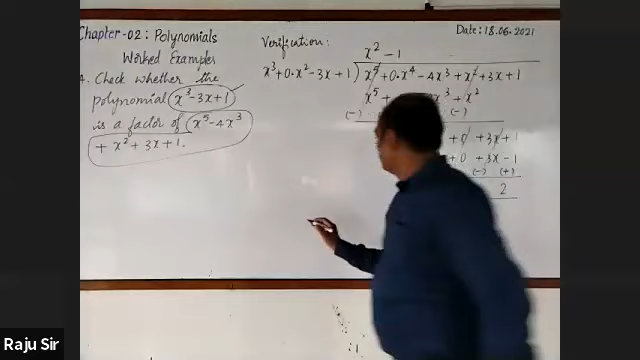 Chapter-02: Polynomials
Date: 18.06.2021
Worked Examples
Verification:
4. Check whether the
polynomial x³-3x+1
is a factor of x⁵-4x³
+ x²+3x+1.
x² - 1
x³+0·x²-3x+1) x⁵+0·x⁴-4x³+x²+3x+1
x⁵ + x³ + x²
(-) (-)
+0 +3x+1
+0 +3x-1
(-) (+)
2
Raju Sir